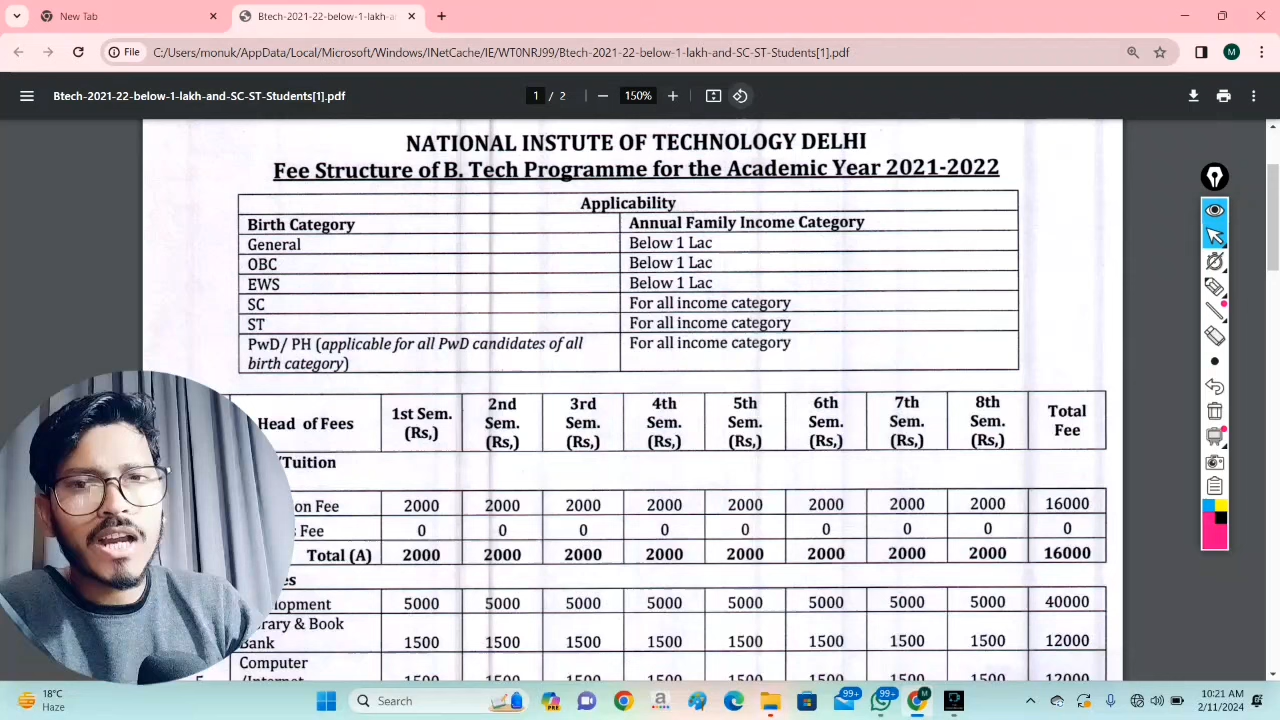 New Tab
Btech-2021-22-below-1-lakh-an
File
C:/Users/monuk/AppData/Local/Microsoft/Windows/INetCache/IE/WT0NRJ99/Btech-2021-22-below-1-lakh-and-SC-ST-Students[1].pdf
M
Btech-2021-22-below-1-lakh-and-SC-ST-Students[1].pdf
1 / 2
150%
NATIONAL INSTUTE OF TECHNOLOGY DELHI
Fee Structure of B. Tech Programme for the Academic Year 2021-2022
Applicability
Birth Category Annual Family Income Category
General Below 1 Lac
OBC Below 1 Lac
EWS Below 1 Lac
SC For all income category
ST For all income category
PwD/ PH (applicable for all PwD candidates of all For all income category
birth category)
Head of Fees 1st Sem. (Rs,) 2nd Sem. (Rs,) 3rd Sem. (Rs,) 4th Sem. (Rs,) 5th Sem. (Rs,) 6th Sem. (Rs,) 7th Sem. (Rs,) 8th Sem. (Rs,) Total Fee
/Tuition
on Fee 2000 2000 2000 2000 2000 2000 2000 2000 16000
Fee 0 0 0 0 0 0 0 0 0
Total (A) 2000 2000 2000 2000 2000 2000 2000 2000 16000
es
lopment 5000 5000 5000 5000 5000 5000 5000 5000 40000
rary & Book
Bank 1500 1500 1500 1500 1500 1500 1500 1500 12000
Computer
18°C
Haze
Search
99+
99+
M
10:21 AM
2/11/2024